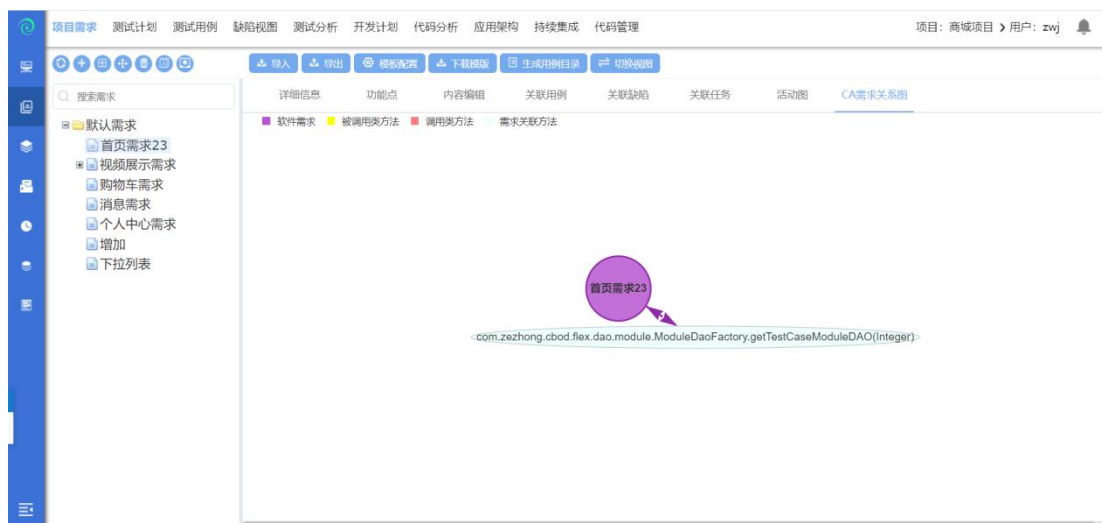 项目需求 测试计划 测试用例 缺陷视图 测试分析 开发计划 代码分析 应用架构 持续集成 代码管理 项目：商城项目 用户：zwj
导入 导出 模板配置 下载模版 生成用例目录 切换视图
搜索需求
详细信息 功能点 内容编辑 关联用例 关联缺陷 关联任务 活动图 CA需求关系图
软件需求 被调用类方法 调用类方法 需求关联方法
默认需求
首页需求23
视频展示需求
购物车需求
消息需求
个人中心需求
增加
下拉列表
首页需求23
com.zezhong.cbod.flex.dao.module.ModuleDaoFactory.getTestCaseModuleDAO(Integer)